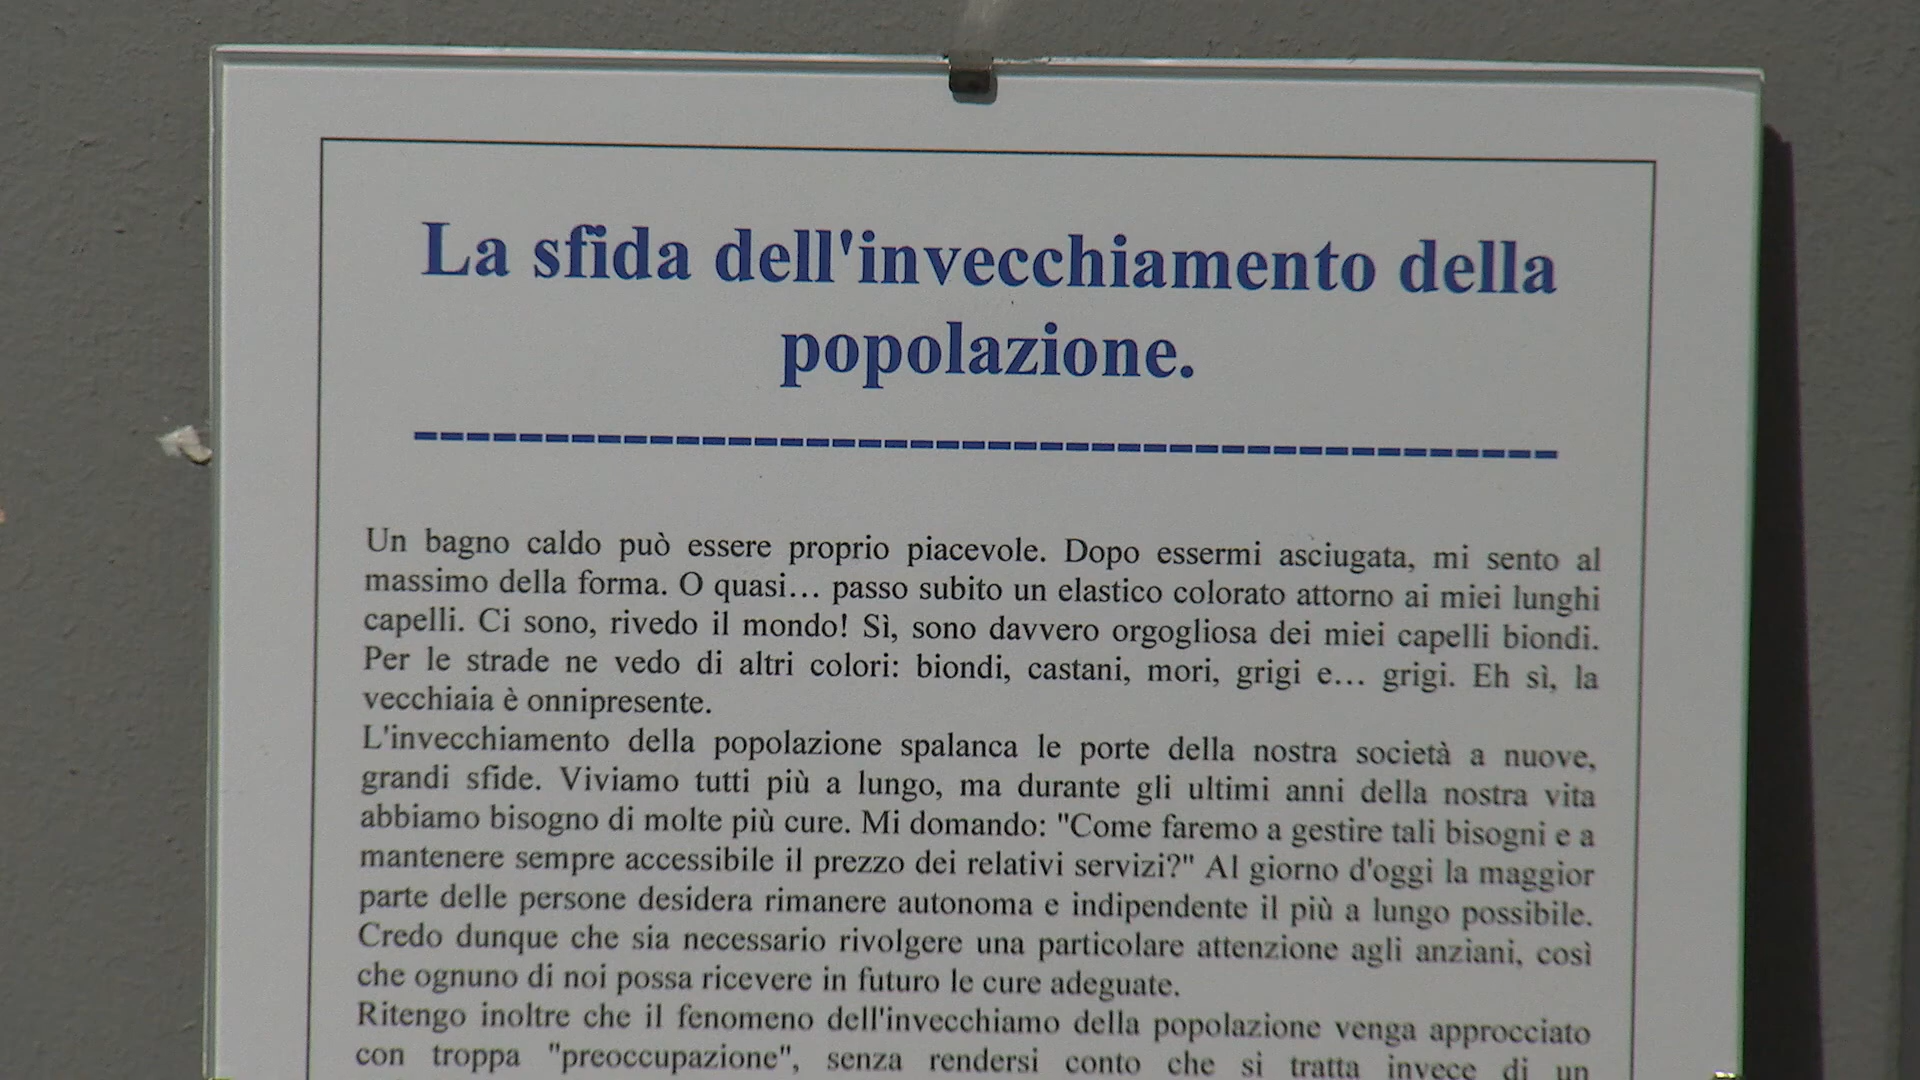 La sfida dell'invecchiamento della
popolazione.
Un bagno caldo può essere proprio piacevole. Dopo essermi asciugata, mi sento al
massimo della forma. O quasi… passo subito un elastico colorato attorno ai miei lunghi
capelli. Ci sono, rivedo il mondo! Sì, sono davvero orgogliosa dei miei capelli biondi.
Per le strade ne vedo di altri colori: biondi, castani, mori, grigi e… grigi. Eh sì, la
vecchiaia è onnipresente.
L'invecchiamento della popolazione spalanca le porte della nostra società a nuove,
grandi sfide. Viviamo tutti più a lungo, ma durante gli ultimi anni della nostra vita
abbiamo bisogno di molte più cure. Mi domando: "Come faremo a gestire tali bisogni e a
mantenere sempre accessibile il prezzo dei relativi servizi?" Al giorno d'oggi la maggior
parte delle persone desidera rimanere autonoma e indipendente il più a lungo possibile.
Credo dunque che sia necessario rivolgere una particolare attenzione agli anziani, così
che ognuno di noi possa ricevere in futuro le cure adeguate.
Ritengo inoltre che il fenomeno dell'invecchiamo della popolazione venga approcciato
con troppa "preoccupazione", senza rendersi conto che si tratta invece di un